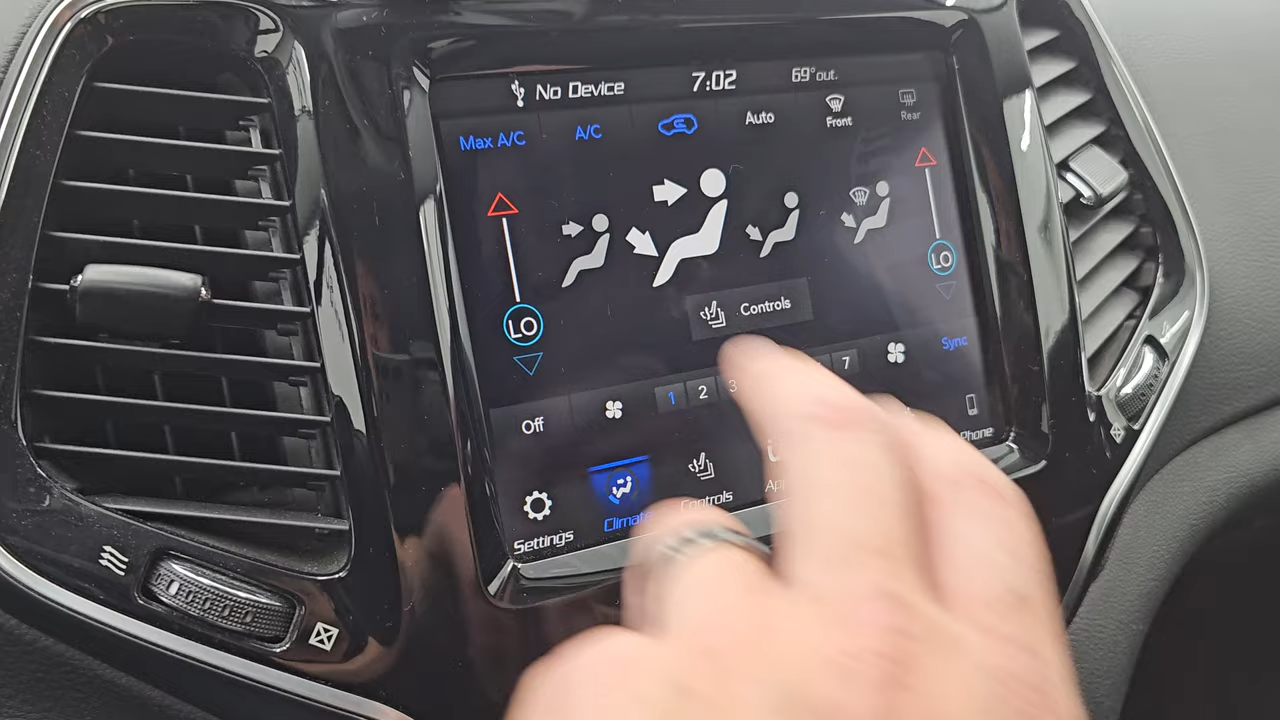 No Device 7:02 69°out.
Max A/C A/C Auto Front Rear
LO LO
Controls
Off 1 2 3 7 Sync
Settings Climate Controls Phone